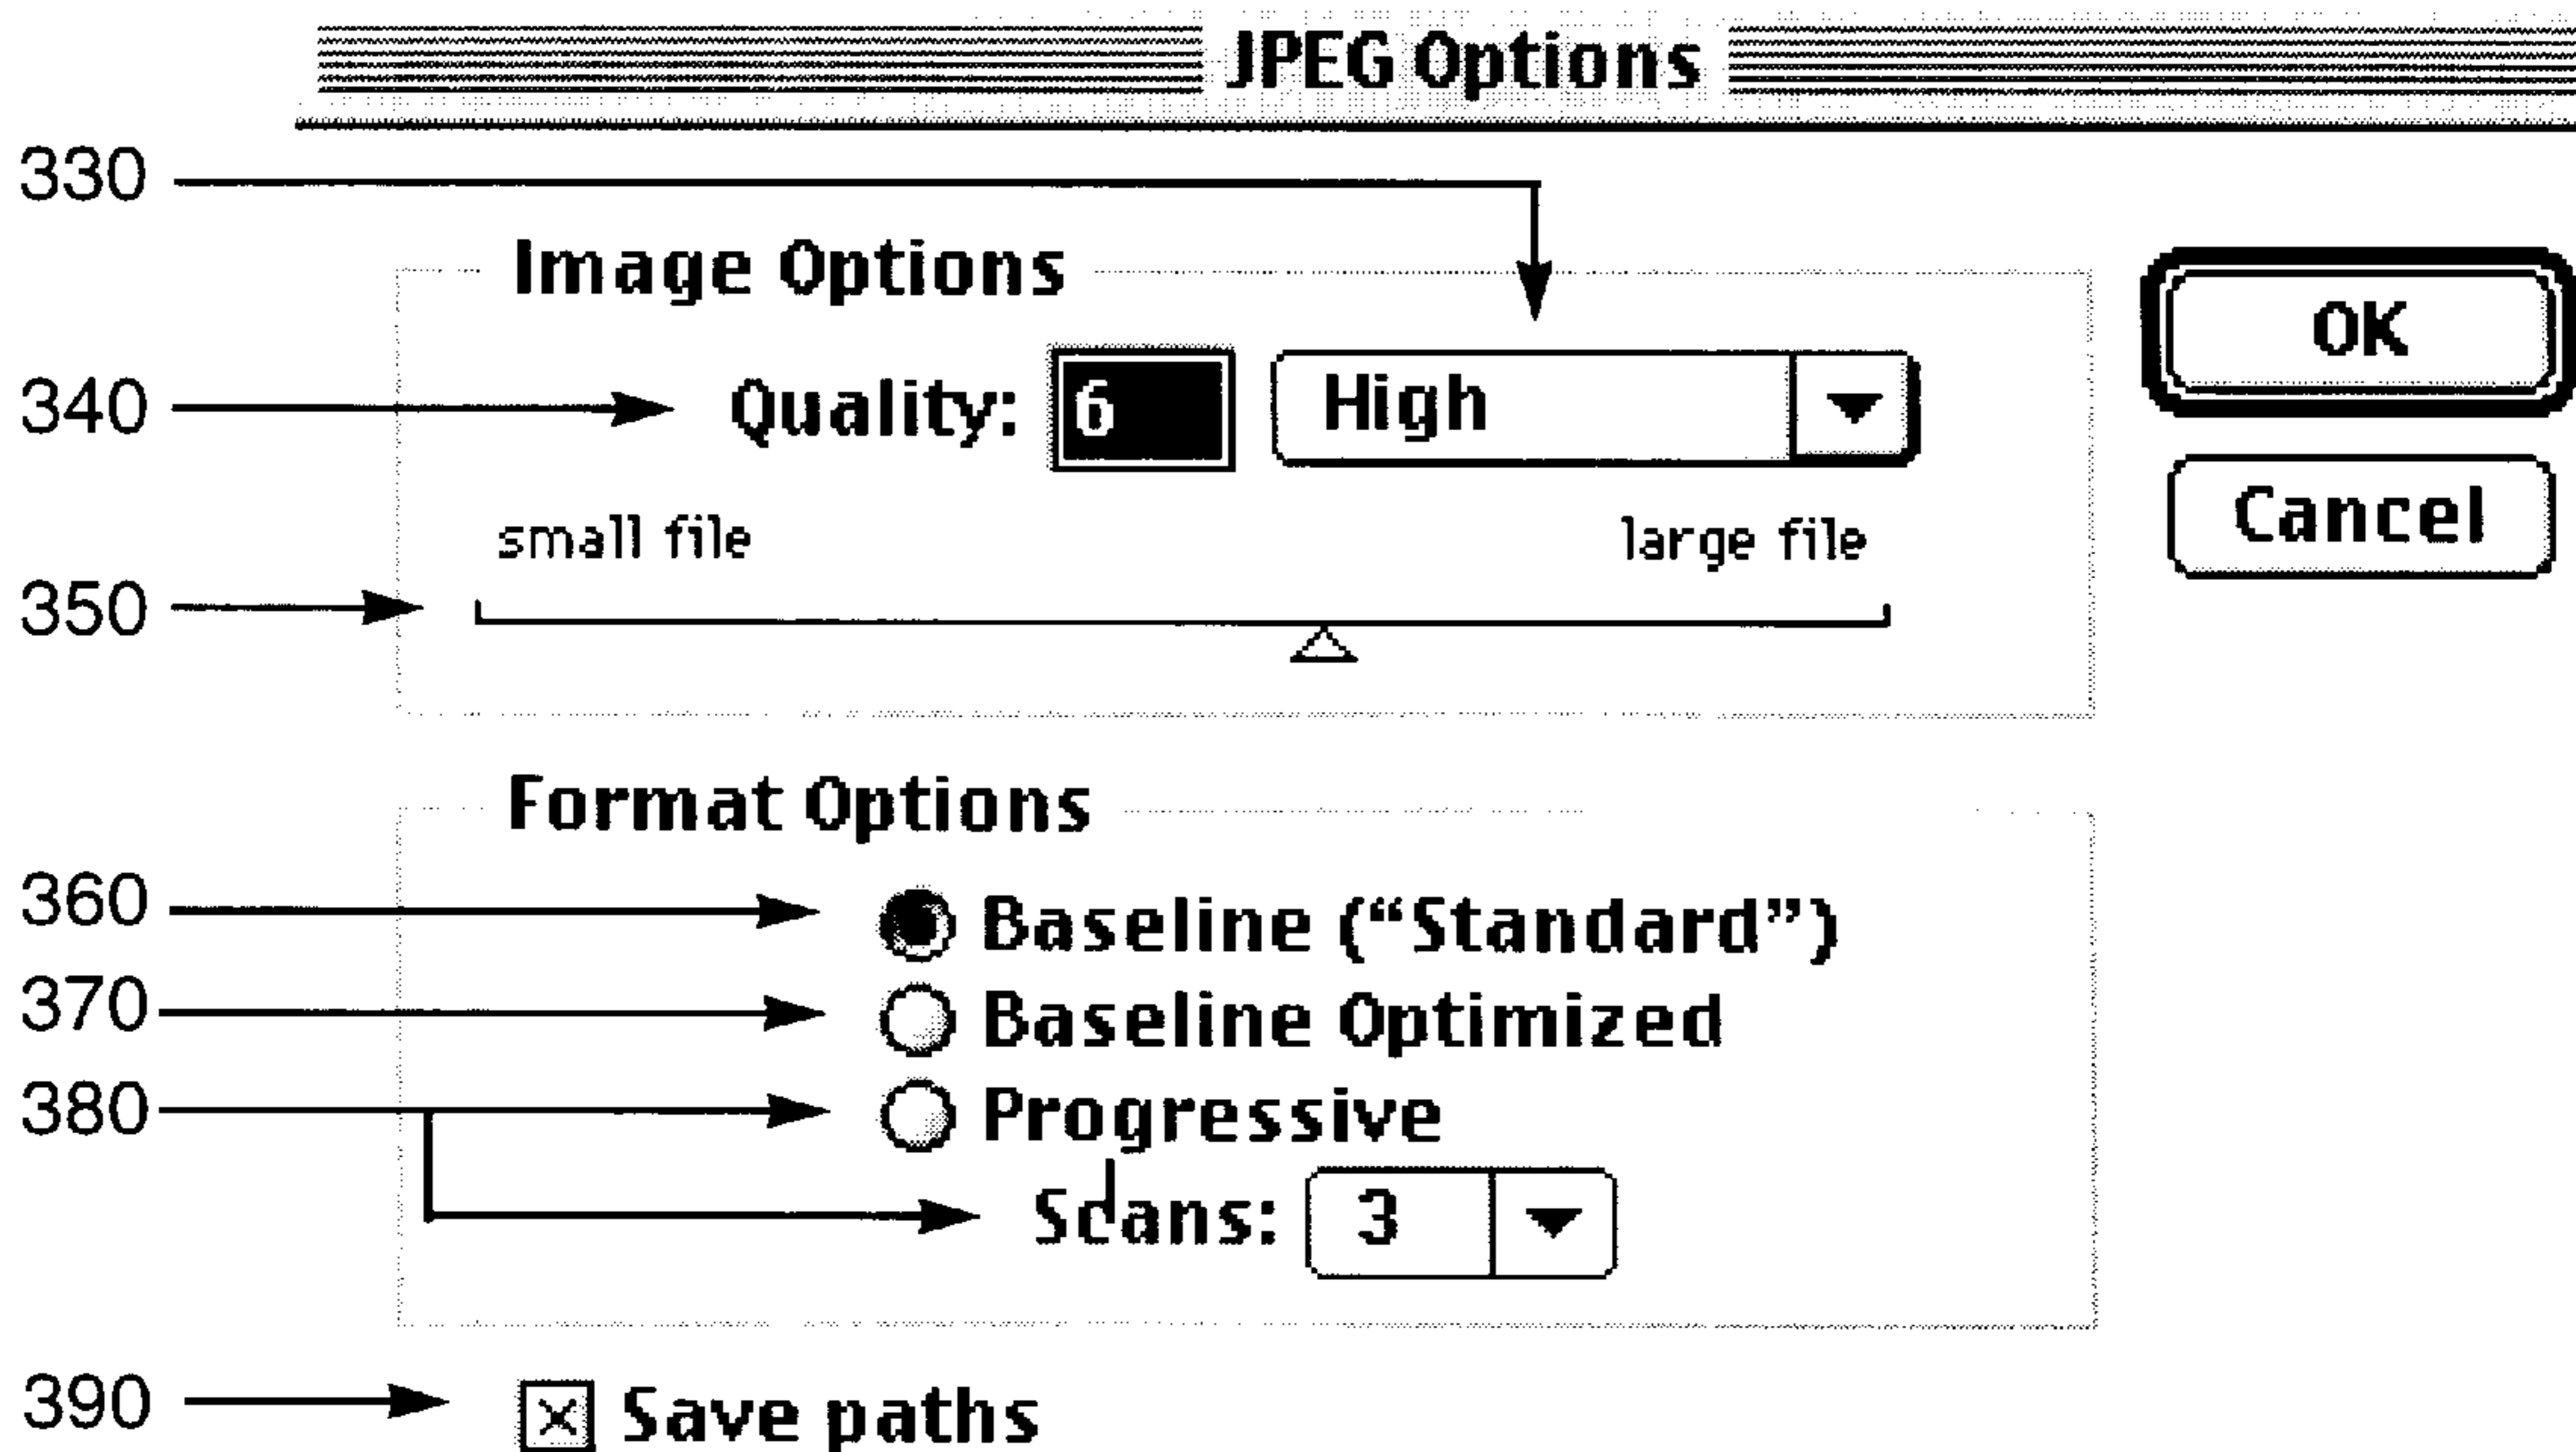 JPEG Options
330
Image Options
OK
340 Quality: 6 High
Cancel
small file large file
350
Format Options
360 Baseline (“Standard”)
370 Baseline Optimized
380 Progressive
Scans: 3
390 Save paths